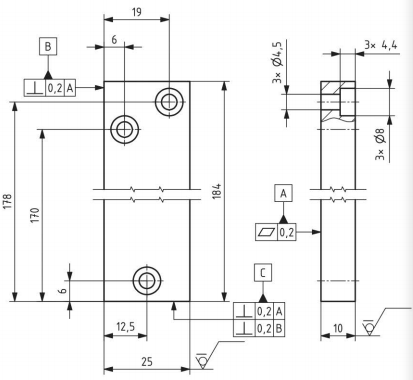 19
6
B
⊥ 0,2 A
3× Ø4,5
3× 4,4
3× Ø8
178
170
184
A
⏥ 0,2
6
C
⊥ 0,2 A
⊥ 0,2 B
12,5
25
10